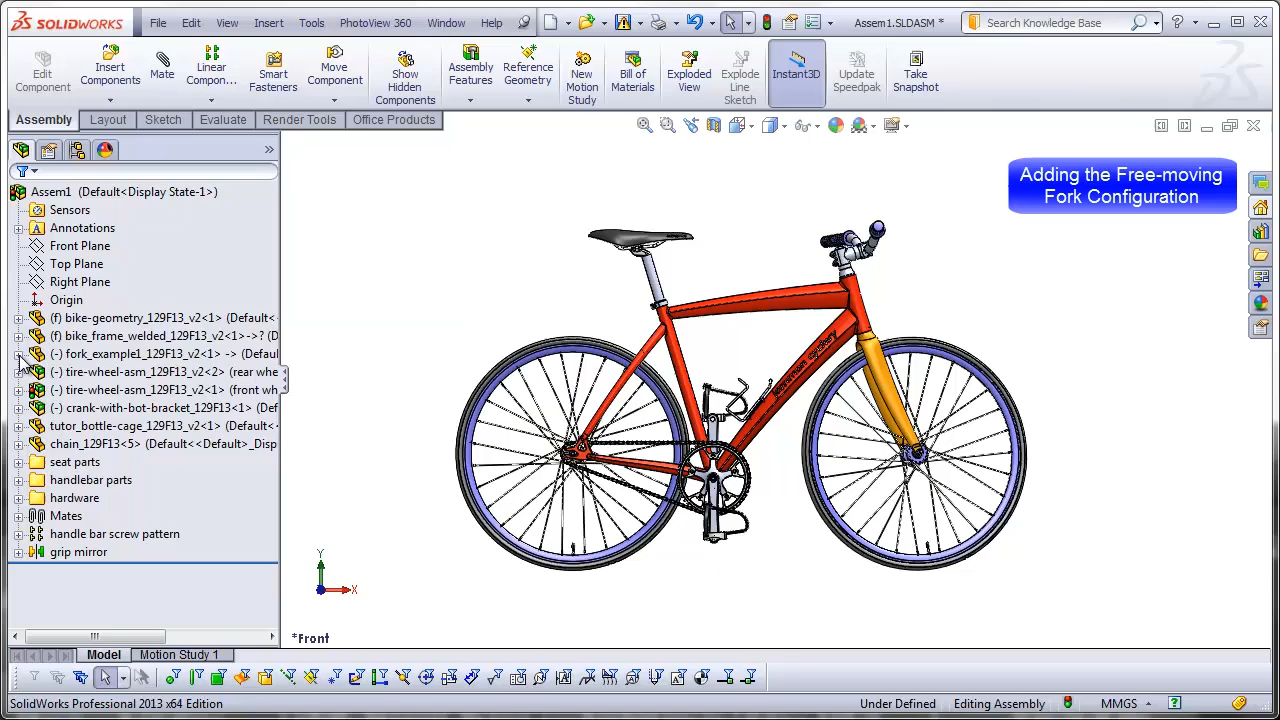 SOLIDWORKS
File Edit View Insert Tools PhotoView 360 Window Help
Assem1.SLDASM *
Search Knowledge Base
Edit Component
Insert Components
Mate
Linear Compon...
Smart Fasteners
Move Component
Show Hidden Components
Assembly Features
Reference Geometry
New Motion Study
Bill of Materials
Exploded View
Explode Line Sketch
Instant3D
Update Speedpak
Take Snapshot
Assembly Layout Sketch Evaluate Render Tools Office Products
Adding the Free-moving
Fork Configuration
Assem1 (Default<Display State-1>)
Sensors
Annotations
Front Plane
Top Plane
Right Plane
Origin
(f) bike-geometry_129F13_v2<1> (Default<
(f) bike_frame_welded_129F13_v2<1>->? (D
(-) fork_example1_129F13_v2<1> -> (Defaul
(-) tire-wheel-asm_129F13_v2<2> (rear whe
(-) tire-wheel-asm_129F13_v2<1> (front wh
(-) crank-with-bot-bracket_129F13<1> (Def
tutor_bottle-cage_129F13_v2<1> (Default<
chain_129F13<5> (Default<<Default>_Disp
seat parts
handlebar parts
hardware
Mates
handle bar screw pattern
grip mirror
Y
X
*Front
Model Motion Study 1
SolidWorks Professional 2013 x64 Edition
Under Defined Editing Assembly MMGS